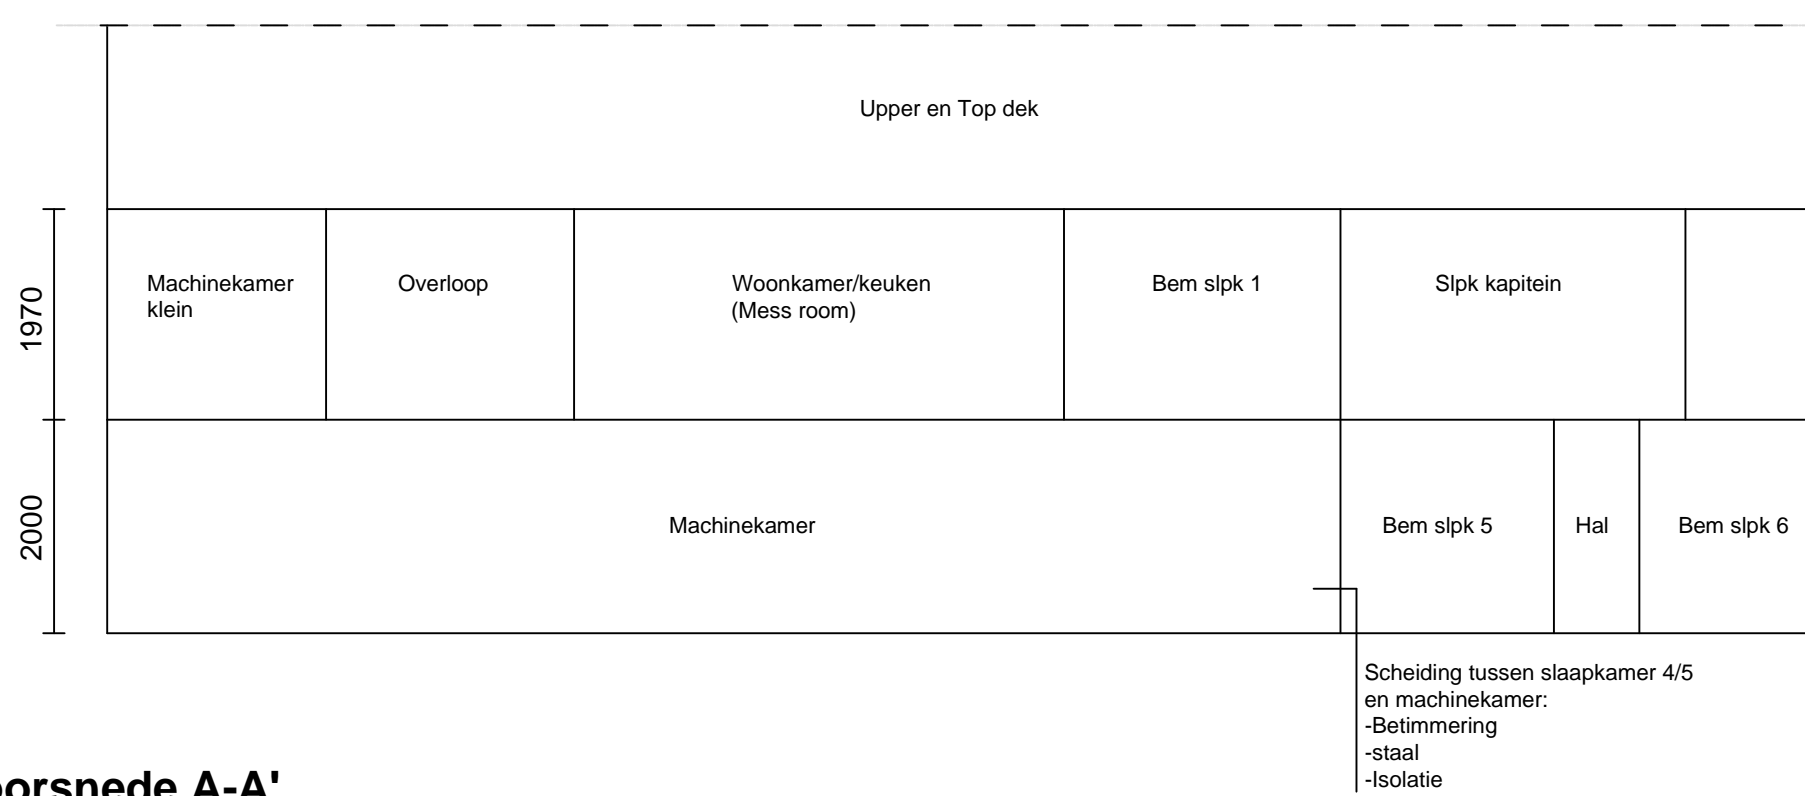 Upper en Top dek
Machinekamer
klein
Overloop
Woonkamer/keuken
(Mess room)
Bem slpk 1
Slpk kapitein
1970
Machinekamer
Bem slpk 5
Hal
Bem slpk 6
2000
Scheiding tussen slaapkamer 4/5
en machinekamer:
-Betimmering
-staal
-Isolatie
A-A'